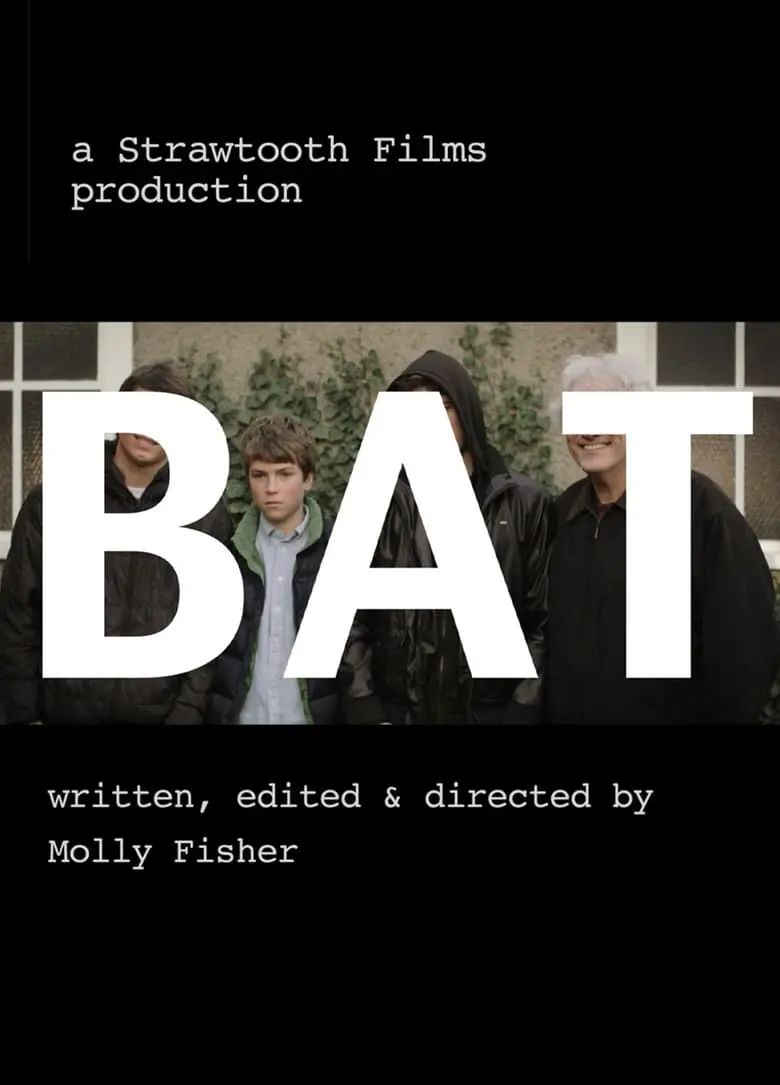 a Strawtooth Films
production
BAT
written, edited & directed by
Molly Fisher